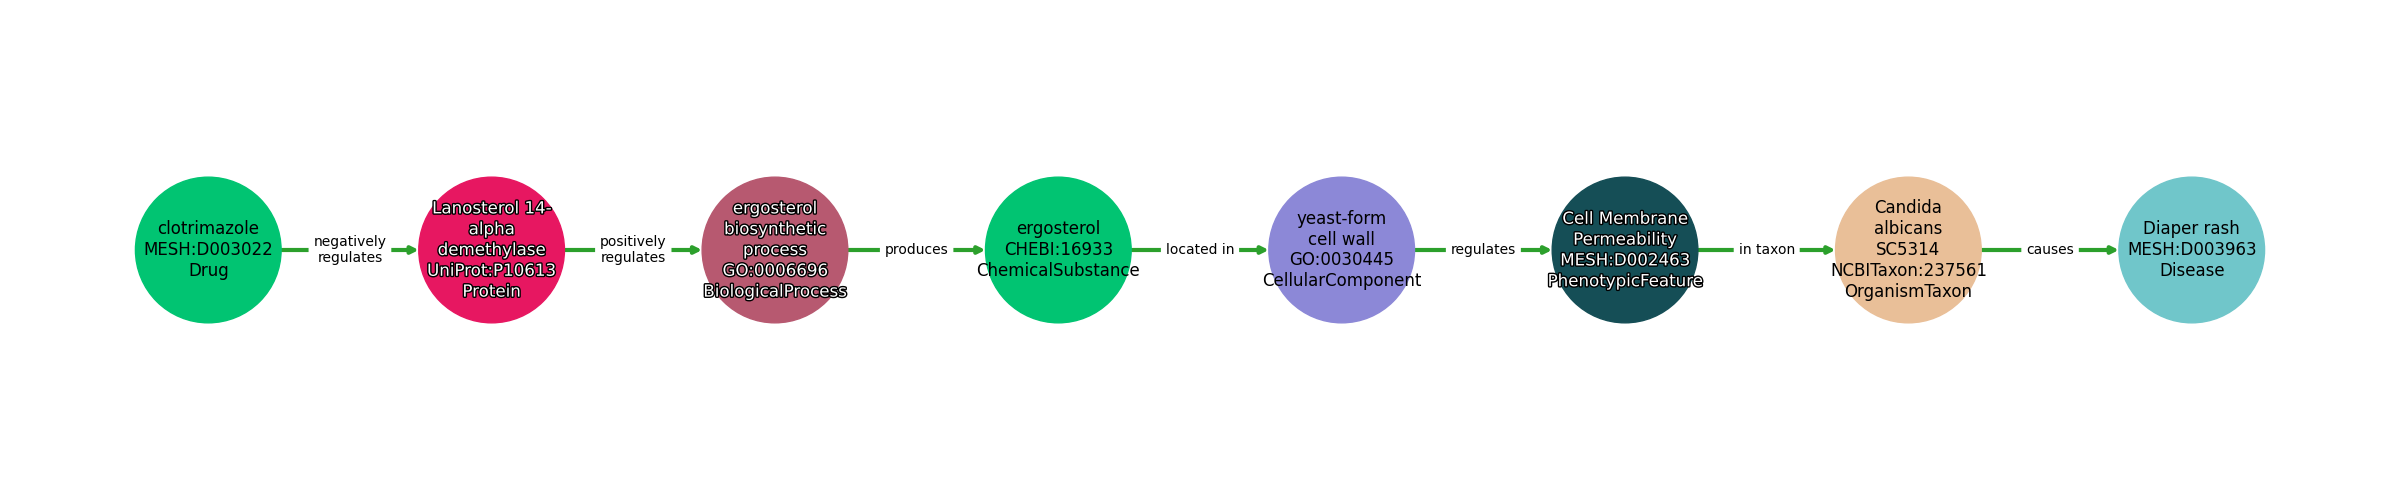 clotrimazole
MESH:D003022
Drug
negatively
regulates
Lanosterol 14-
alpha
demethylase
UniProt:P10613
Protein
positively
regulates
ergosterol
biosynthetic
process
GO:0006696
BiologicalProcess
produces
ergosterol
CHEBI:16933
ChemicalSubstance
located in
yeast-form
cell wall
GO:0030445
CellularComponent
regulates
Cell Membrane
Permeability
MESH:D002463
PhenotypicFeature
in taxon
Candida
albicans
SC5314
NCBITaxon:237561
OrganismTaxon
causes
Diaper rash
MESH:D003963
Disease